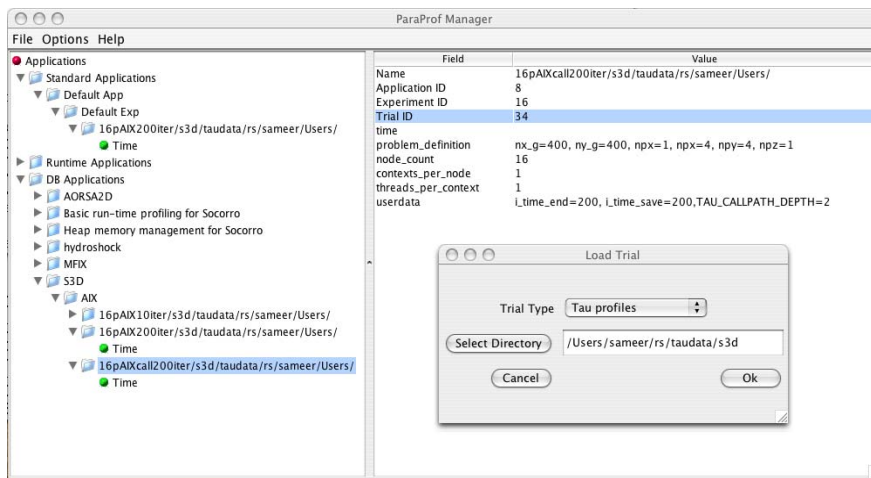 ParaProf Manager
File Options Help
Applications
Standard Applications
Default App
Default Exp
16pAIX200iter/s3d/taudata/rs/sameer/Users/
Time
Runtime Applications
DB Applications
AORSA2D
Basic run-time profiling for Socorro
Heap memory management for Socorro
hydroshock
MFIX
S3D
AIX
16pAIX10iter/s3d/taudata/rs/sameer/Users/
16pAIX200iter/s3d/taudata/rs/sameer/Users/
Time
16pAIXcall200iter/s3d/taudata/rs/sameer/Users/
Time
Field Value
Name 16pAIXcall200iter/s3d/taudata/rs/sameer/Users/
Application ID 8
Experiment ID 16
Trial ID 34
time
problem_definition nx_g=400, ny_g=400, npx=1, npx=4, npy=4, npz=1
node_count 16
contexts_per_node 1
threads_per_context 1
userdata i_time_end=200, i_time_save=200,TAU_CALLPATH_DEPTH=2
Load Trial
Trial Type Tau profiles
Select Directory /Users/sameer/rs/taudata/s3d
Cancel Ok